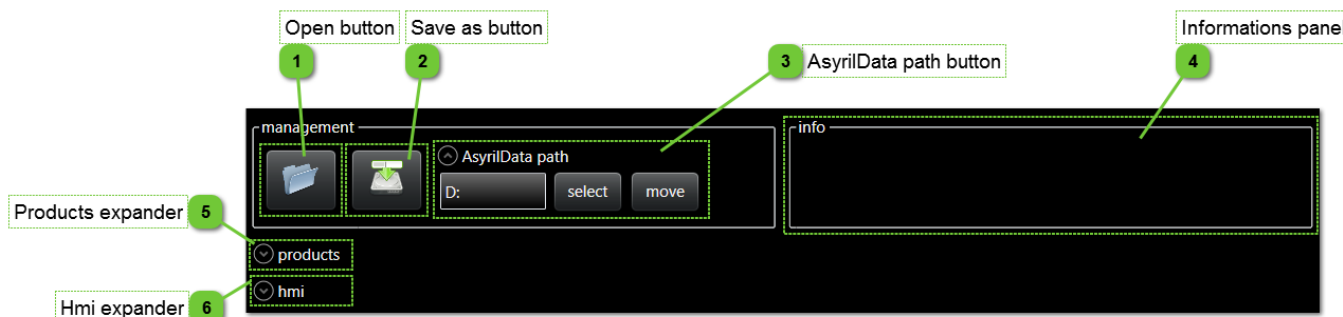 Open button
Save as button
Informations panel
1
2
3 AsyrilData path button
4
management
info
AsyrilData path
D:
select
move
Products expander 5
products
hmi
Hmi expander 6